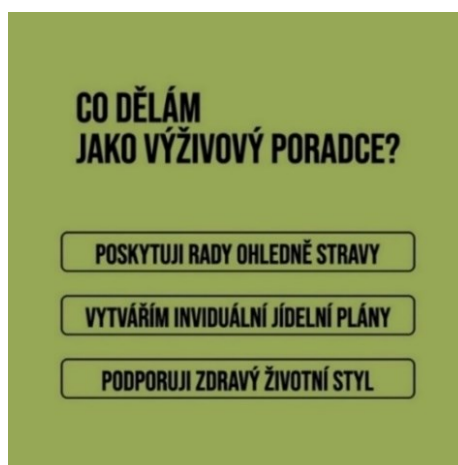 CO DĚLÁM
JAKO VÝŽIVOVÝ PORADCE?
POSKYTUJI RADY OHLEDNĚ STRAVY
VYTVÁŘÍM INVIDUÁLNÍ JÍDELNÍ PLÁNY
PODPORUJI ZDRAVÝ ŽIVOTNÍ STYL